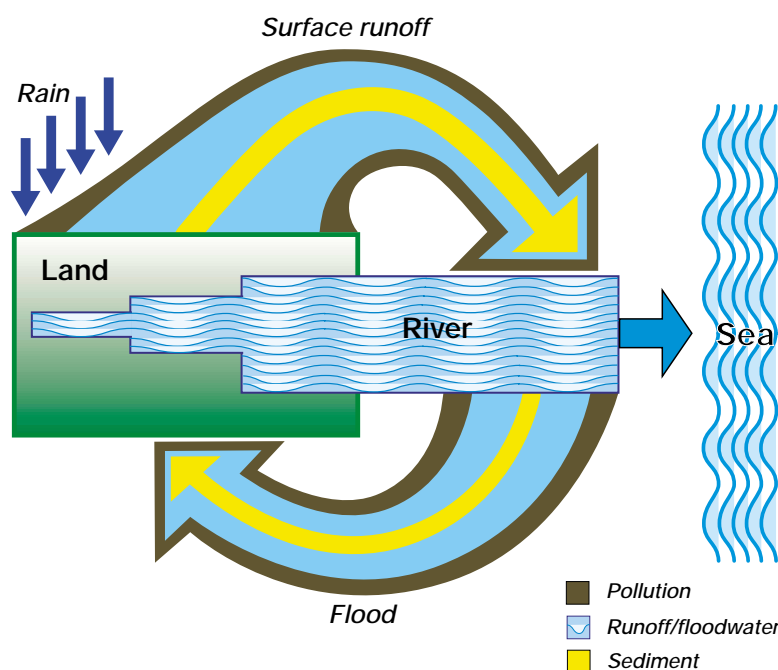 Surface runoff
Rain
Land
River
Sea
Flood
Pollution
Runoff/floodwater
Sediment